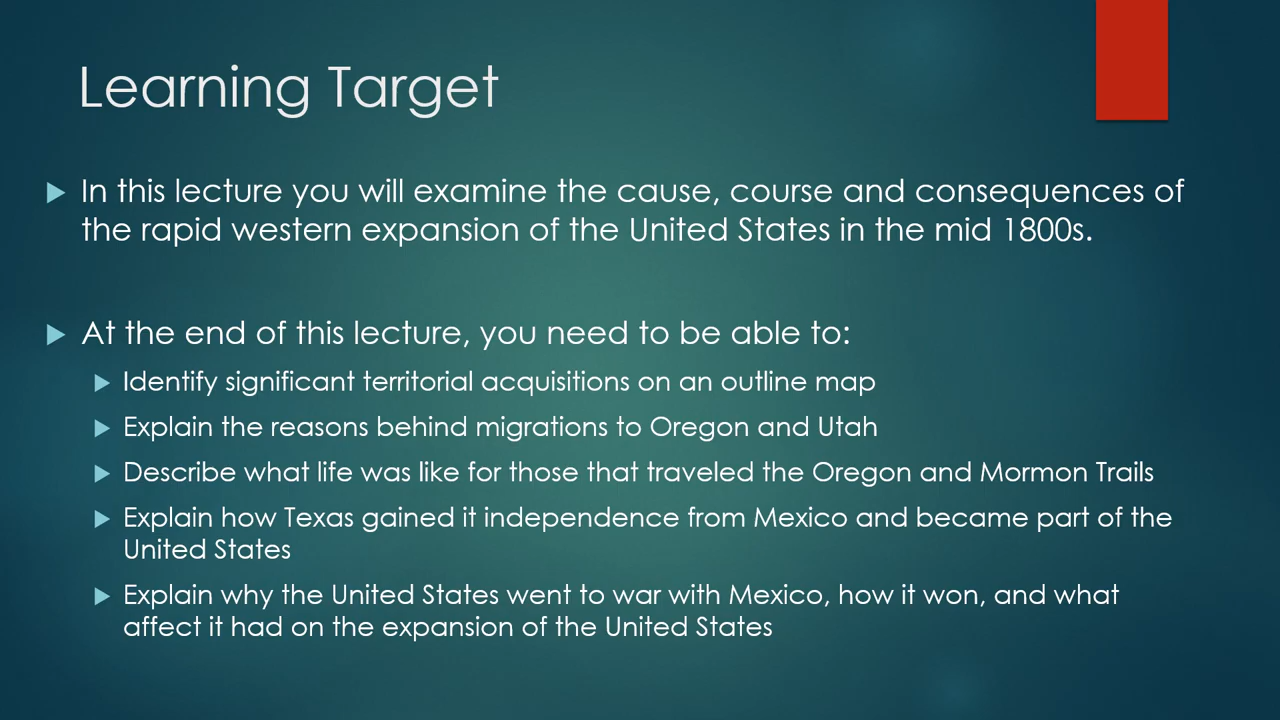 Learning Target
In this lecture you will examine the cause, course and consequences of
the rapid western expansion of the United States in the mid 1800s.
At the end of this lecture, you need to be able to:
Identify significant territorial acquisitions on an outline map
Explain the reasons behind migrations to Oregon and Utah
Describe what life was like for those that traveled the Oregon and Mormon Trails
Explain how Texas gained it independence from Mexico and became part of the
United States
Explain why the United States went to war with Mexico, how it won, and what
affect it had on the expansion of the United States